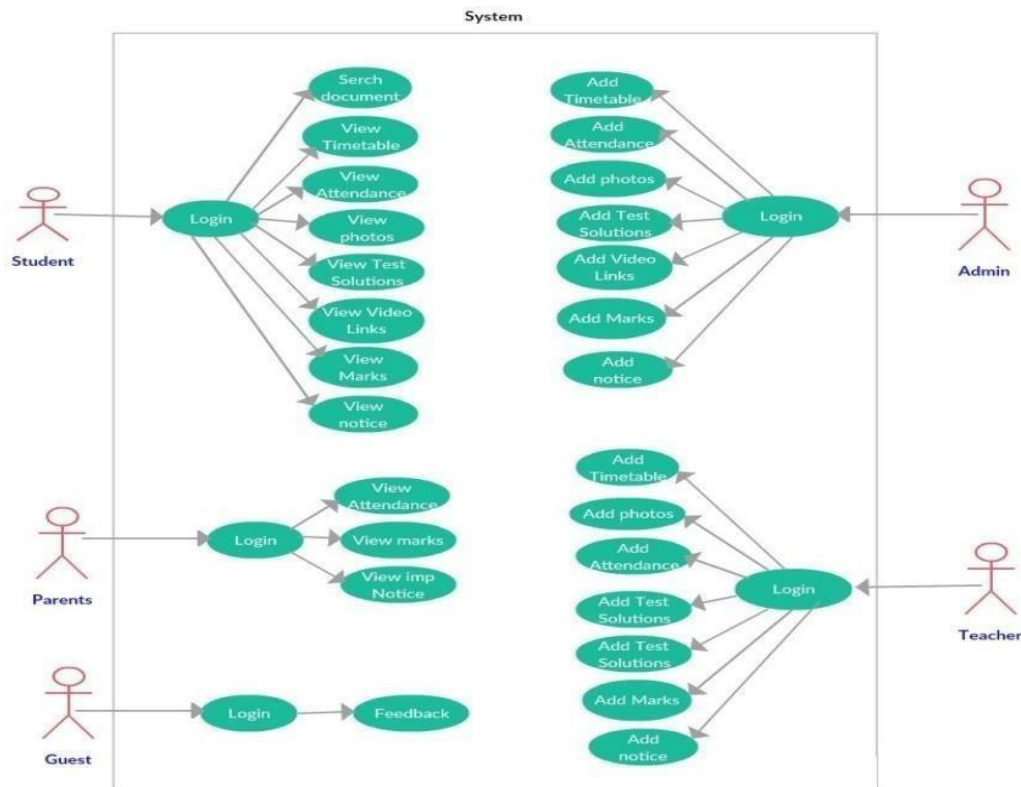 System
Serch
document
View
Timetable
View
Attendance
View
photos
View Test
Solutions
View Video
Links
View
Marks
View
notice
Login
Student
Add
Timetable
Add
Attendance
Add photos
Add Test
Solutions
Add Video
Links
Add Marks
Add
notice
Login
Admin
View
Attendance
View marks
View imp
Notice
Login
Parents
Add
Timetable
Add photos
Add
Attendance
Add Test
Solutions
Add Test
Solutions
Add Marks
Add
notice
Login
Teacher
Login
Feedback
Guest